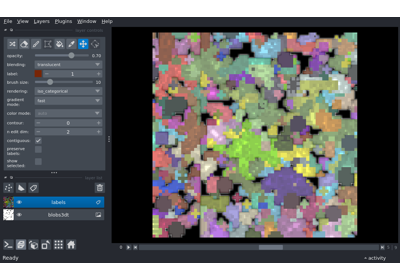 File View Layers Plugins Window Help
opacity: 0.70
blending: translucent
label: 1
brush size: 10
rendering: iso_categorical
gradient
mode: fast
color mode:
contour: 0
n edit dim: 2
contiguous:
preserve
labels:
show
selected:
labels
blobs3dt
0
Ready
activity